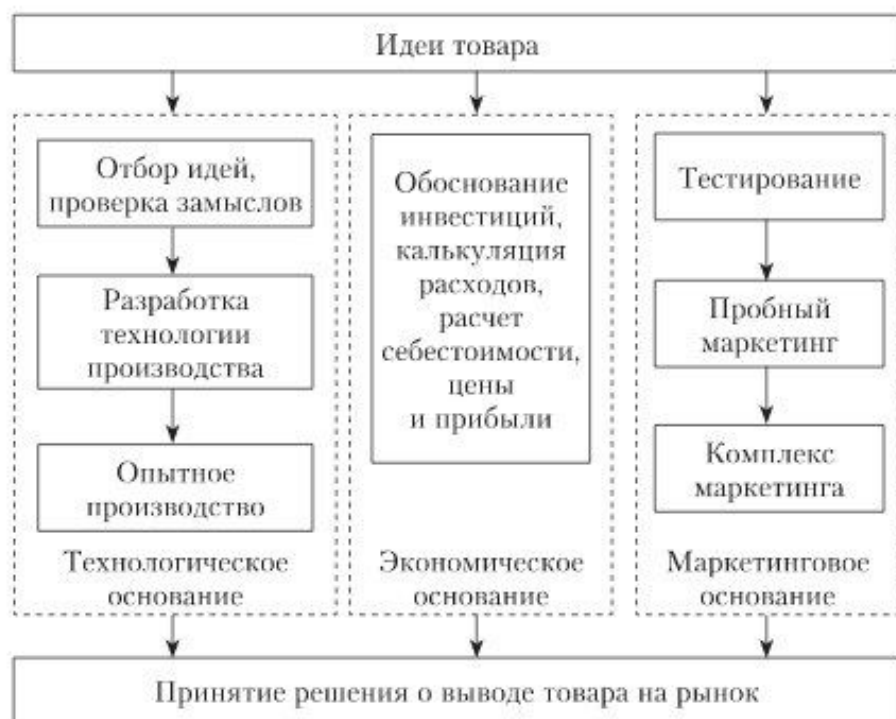 Идеи товара
Отбор идей,
проверка замыслов
Разработка
технологии
производства
Опытное
производство
Технологическое
основание
Обоснование
инвестиций,
калькуляция
расходов,
расчет
себестоимости,
цены
и прибыли
Экономическое
основание
Тестирование
Пробный
маркетинг
Комплекс
маркетинга
Маркетинговое
основание
Принятие решения о выводе товара на рынок